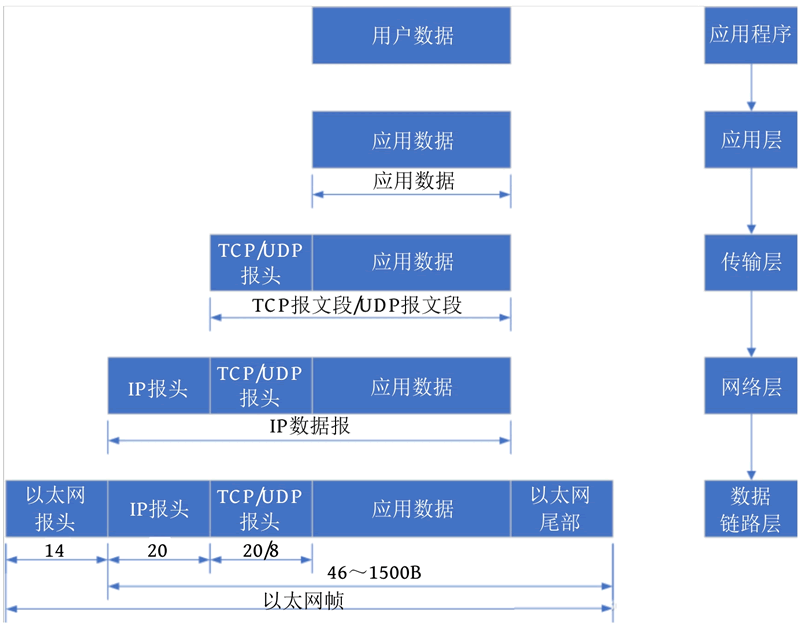 用户数据
应用程序
应用数据
应用层
应用数据
TCP/UDP
报头
应用数据
传输层
TCP报文段/UDP报文段
IP报头
TCP/UDP
报头
应用数据
网络层
IP数据报
以太网
报头
IP报头
TCP/UDP
报头
应用数据
以太网
尾部
数据
链路层
14
20
20/8
46～1500B
以太网帧